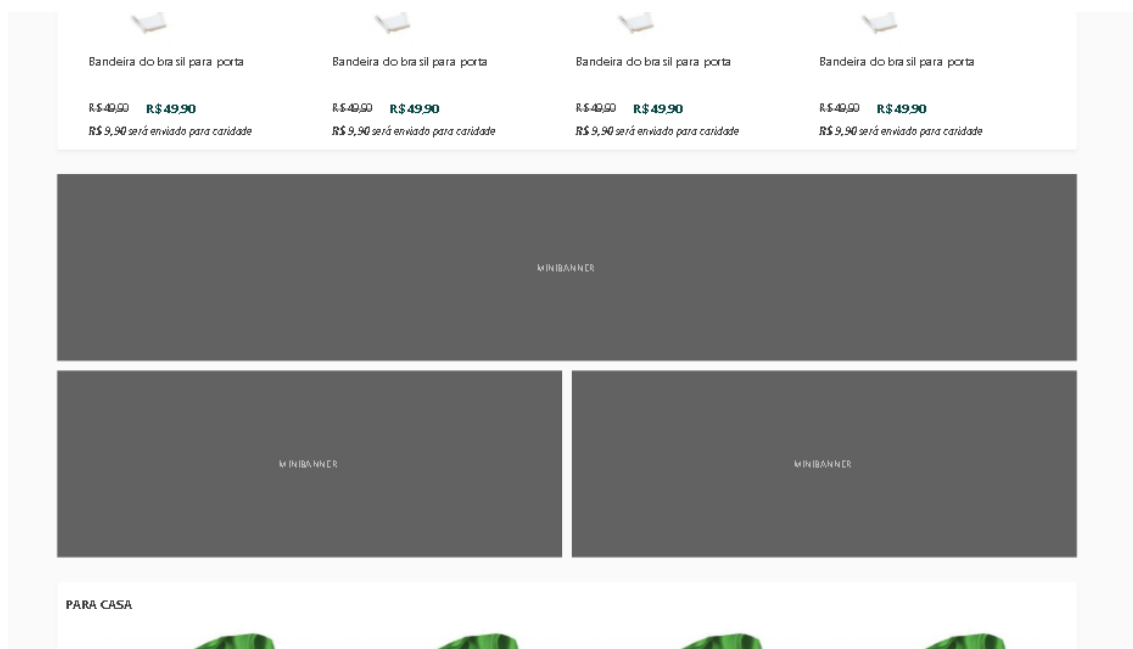 Bandeira do brasil para porta Bandeira do brasil para porta Bandeira do brasil para porta Bandeira do brasil para porta
R$ 49,90 R$ 49,90 R$ 49,90 R$ 49,90 R$ 49,90 R$ 49,90 R$ 49,90 R$ 49,90
R$ 9,90 será enviado para caridade R$ 9,90 será enviado para caridade R$ 9,90 será enviado para caridade R$ 9,90 será enviado para caridade
MINIBANNER
MINIBANNER MINIBANNER
PARA CASA